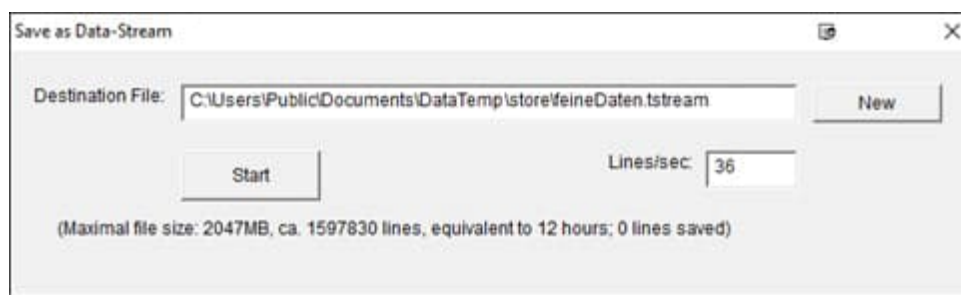 Save as Data-Stream
Destination File: C:\Users\Public\Documents\DataTemp\store\feineDaten.tstream New
Start Lines/sec: 36
(Maximal file size: 2047MB, ca. 1597830 lines, equivalent to 12 hours; 0 lines saved)